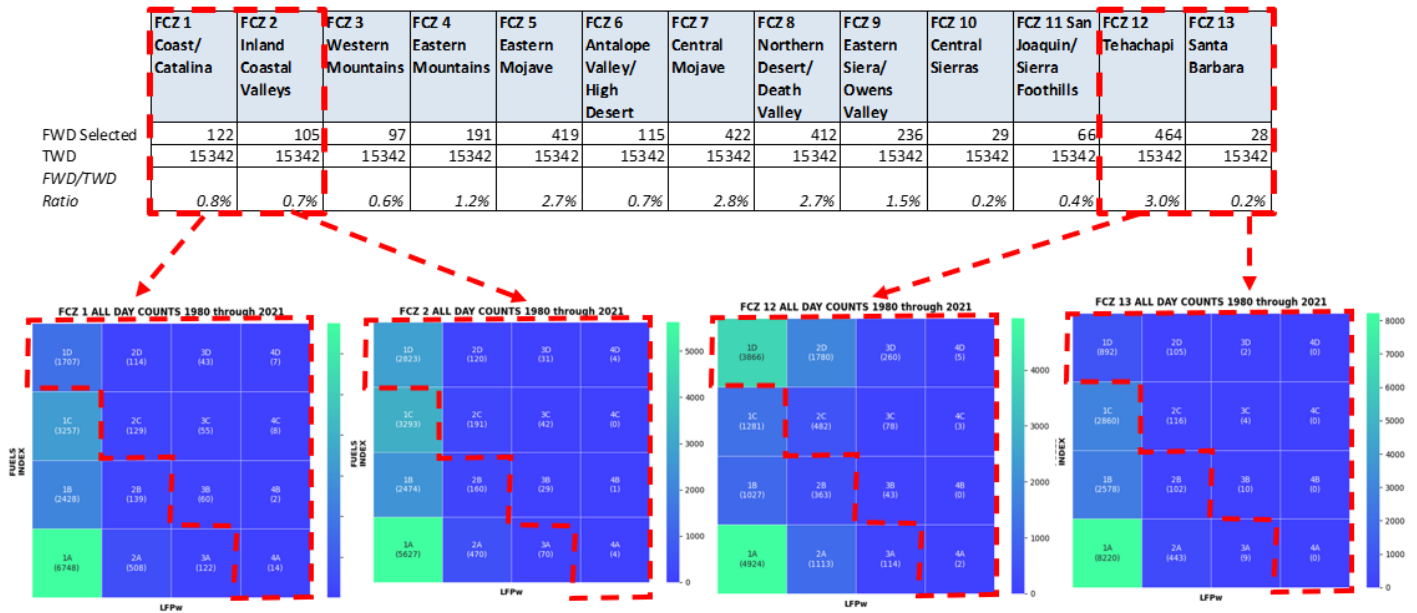 FCZ 1 FCZ 2 FCZ 3 FCZ 4 FCZ 5 FCZ 6 FCZ 7 FCZ 8 FCZ 9 FCZ 10 FCZ 11 San FCZ 12 FCZ 13
Coast/ Inland Western Eastern Eastern Antalope Central Northern Eastern Central Joaquin/ Tehachapi Santa
Catalina Coastal Mountains Mountains Mojave Valley/ Mojave Desert/ Siera/ Sierras Sierra Barbara
Valleys High Death Owens Foothills
Desert Valley Valley
FWD Selected 122 105 97 191 419 115 422 412 236 29 66 464 28
TWD 15342 15342 15342 15342 15342 15342 15342 15342 15342 15342 15342 15342 15342
FWD/TWD
Ratio 0.8% 0.7% 0.6% 1.2% 2.7% 0.7% 2.8% 2.7% 1.5% 0.2% 0.4% 3.0% 0.2%
FCZ 1 ALL DAY COUNTS 1980 through 2021
1D 2D 3D 4D
(1707) (114) (43) (7)
1C 2C 3C 4C
(3257) (129) (55) (8)
1B 2B 3B 4B
(2428) (139) (60) (2)
1A 2A 3A 4A
(6748) (508) (122) (14)
FUELS
INDEX
LFPw
FCZ 2 ALL DAY COUNTS 1980 through 2021
1D 2D 3D 4D
(2823) (120) (31) (4)
1C 2C 3C 4C
(3293) (191) (42) (0)
1B 2B 3B 4B
(2474) (160) (29) (1)
1A 2A 3A 4A
(5627) (470) (70) (4)
FUELS
INDEX
LFPw
5000
4000
3000
2000
1000
0
FCZ 12 ALL DAY COUNTS 1980 through 2021
1D 2D 3D 4D
(3866) (1780) (260) (5)
1C 2C 3C 4C
(1281) (482) (78) (3)
1B 2B 3B 4B
(1027) (363) (43) (0)
1A 2A 3A 4A
(4924) (1113) (114) (2)
FUELS
INDEX
LFPw
4000
3000
2000
1000
0
FCZ 13 ALL DAY COUNTS 1980 through 2021
1D 2D 3D 4D
(892) (105) (2) (0)
1C 2C 3C 4C
(2860) (116) (4) (0)
1B 2B 3B 4B
(2578) (102) (10) (0)
1A 2A 3A 4A
(8220) (443) (9) (0)
INDEX
LFPw
8000
7000
6000
5000
4000
3000
2000
1000
0